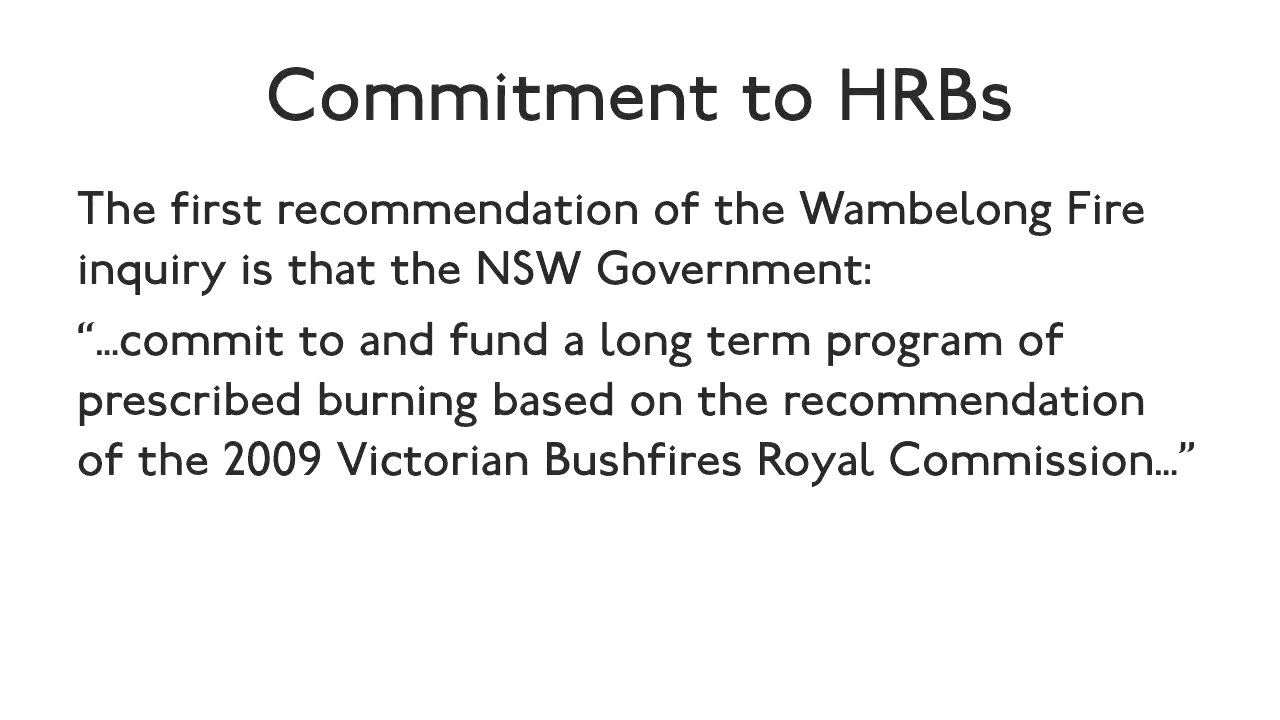 Commitment to HRBs
The first recommendation of the Wambelong Fire
inquiry is that the NSW Government:
“...commit to and fund a long term program of
prescribed burning based on the recommendation
of the 2009 Victorian Bushfires Royal Commission...”